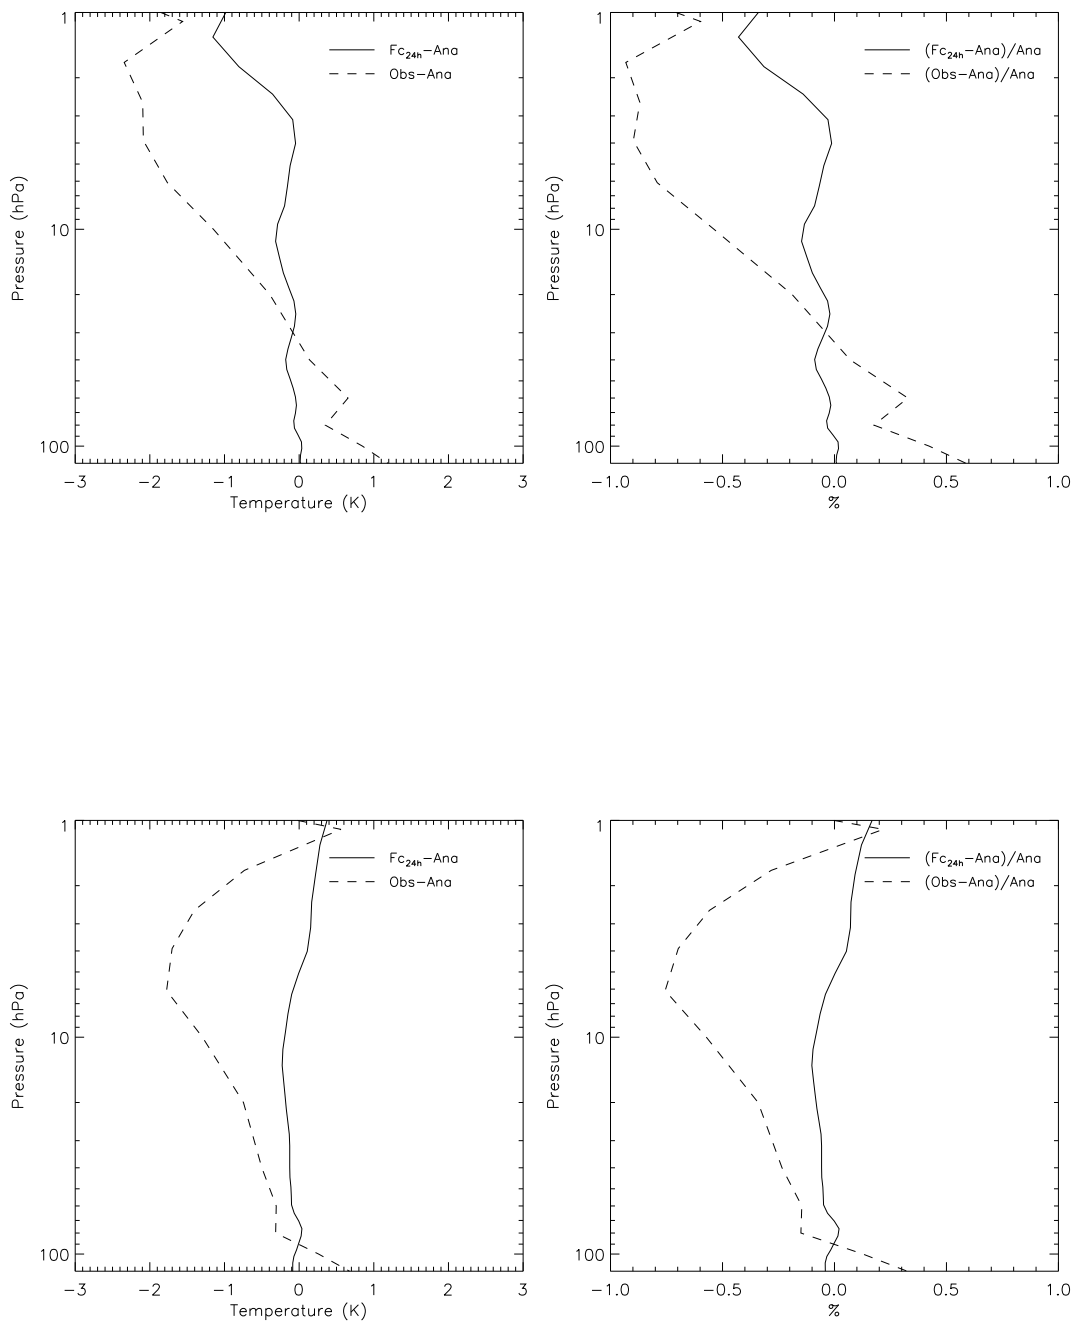 1
10
100
Pressure (hPa)
Fc24h−Ana
Obs−Ana
−3 −2 −1 0 1 2 3
Temperature (K)
1
10
100
Pressure (hPa)
(Fc24h−Ana)/Ana
(Obs−Ana)/Ana
−1.0 −0.5 0.0 0.5 1.0
%
1
10
100
Pressure (hPa)
Fc24h−Ana
Obs−Ana
−3 −2 −1 0 1 2 3
Temperature (K)
1
10
100
Pressure (hPa)
(Fc24h−Ana)/Ana
(Obs−Ana)/Ana
−1.0 −0.5 0.0 0.5 1.0
%